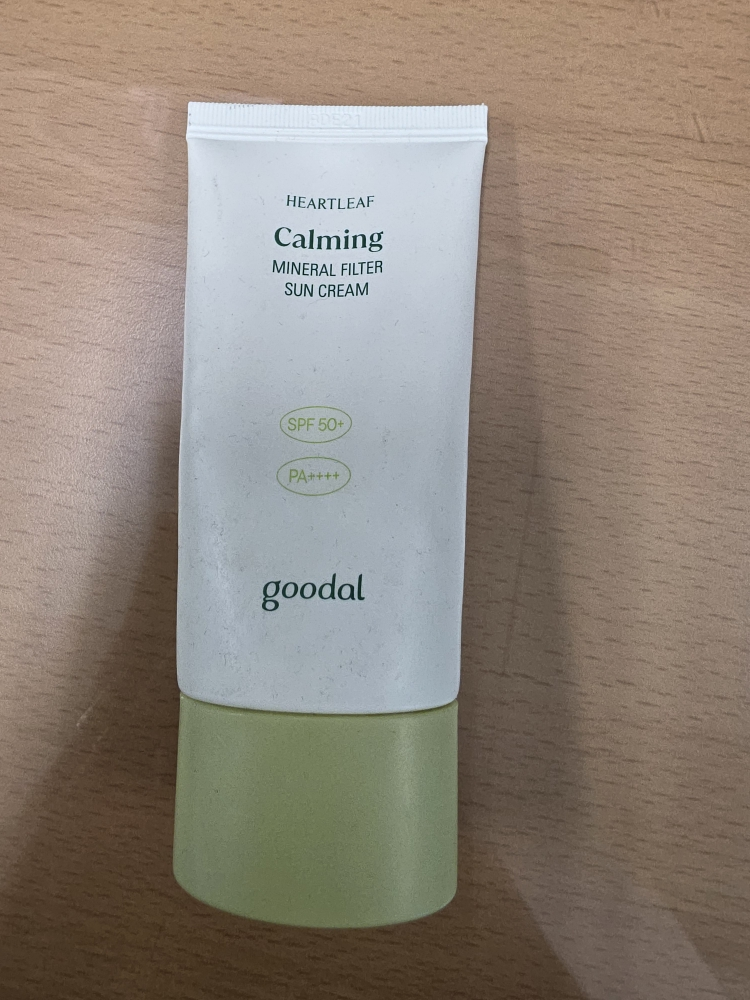 HEARTLEAF
Calming
MINERAL FILTER
SUN CREAM
SPF 50+
PA++++
goodal